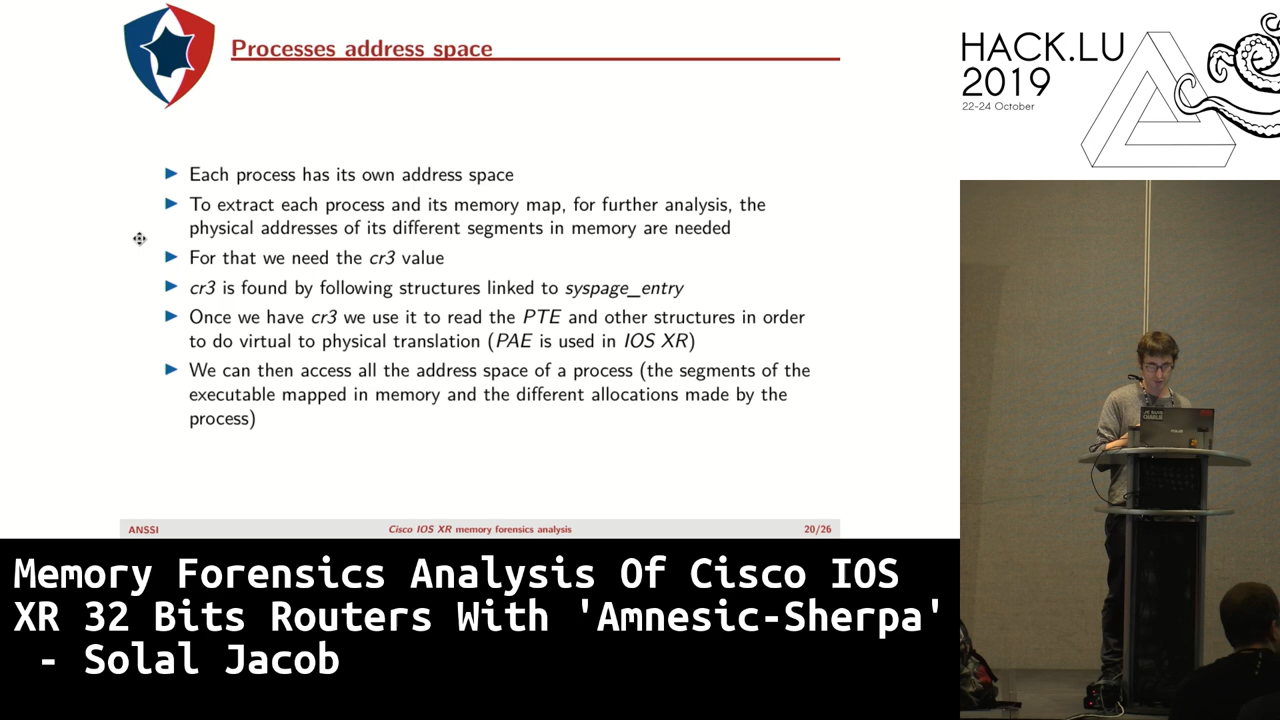 Processes address space
HACK.LU
2019
22-24 October
Each process has its own address space
To extract each process and its memory map, for further analysis, the
physical addresses of its different segments in memory are needed
For that we need the cr3 value
cr3 is found by following structures linked to syspage_entry
Once we have cr3 we use it to read the PTE and other structures in order
to do virtual to physical translation (PAE is used in IOS XR)
We can then access all the address space of a process (the segments of the
executable mapped in memory and the different allocations made by the
process)
ANSSI
Cisco IOS XR memory forensics analysis
20/26
Memory Forensics Analysis Of Cisco IOS
XR 32 Bits Routers With 'Amnesic-Sherpa'
- Solal Jacob